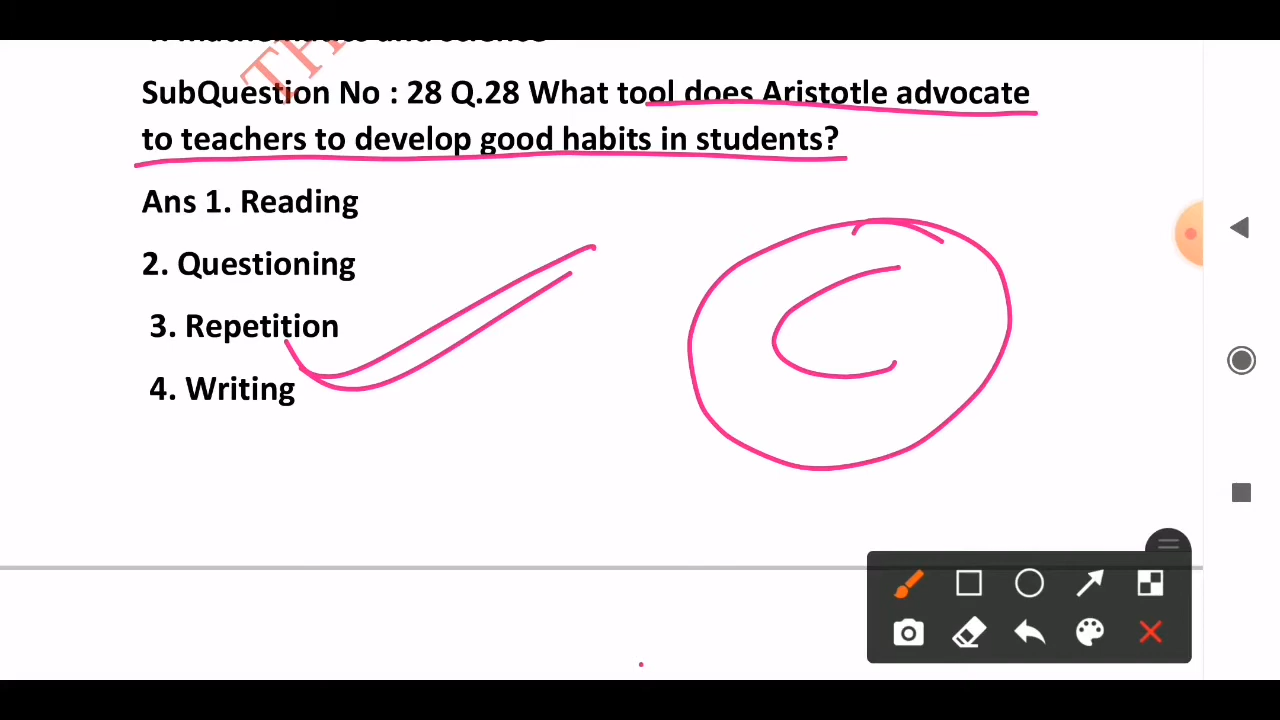 SubQuestion No : 28 Q.28 What tool does Aristotle advocate
to teachers to develop good habits in students?
Ans 1. Reading
2. Questioning
3. Repetition
4. Writing